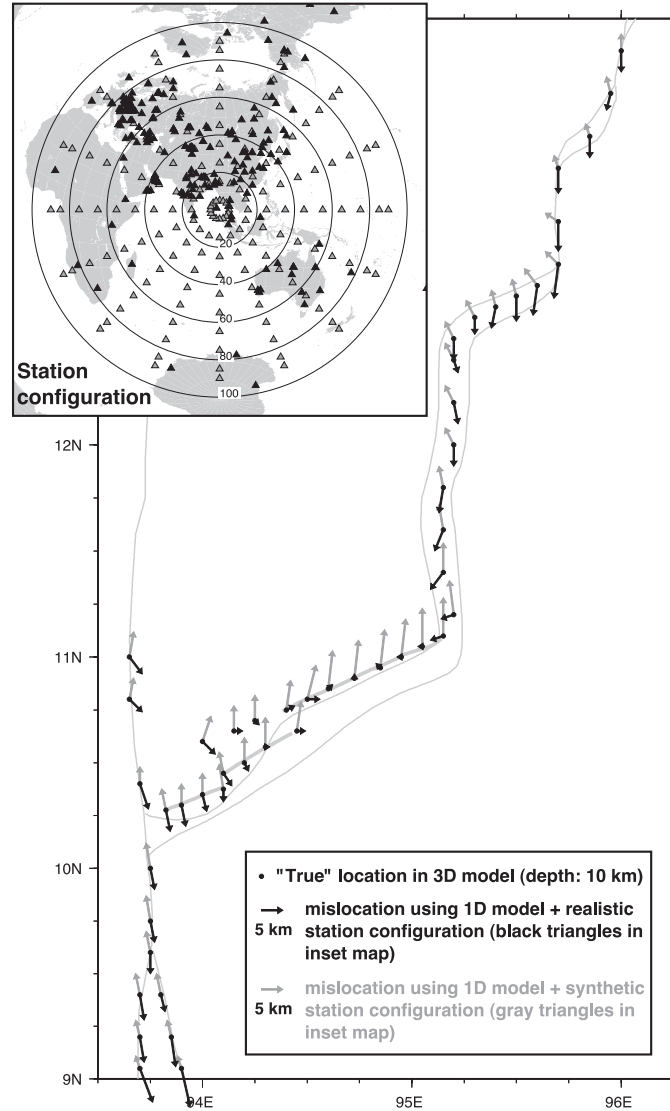 20
40
60
80
100
Station
configuration
12N
11N
10N
9N
94E
95E
96E
• "True" location in 3D model (depth: 10 km)
5 km
mislocation using 1D model + realistic
station configuration (black triangles in
inset map)
5 km
mislocation using 1D model + synthetic
station configuration (gray triangles in
inset map)